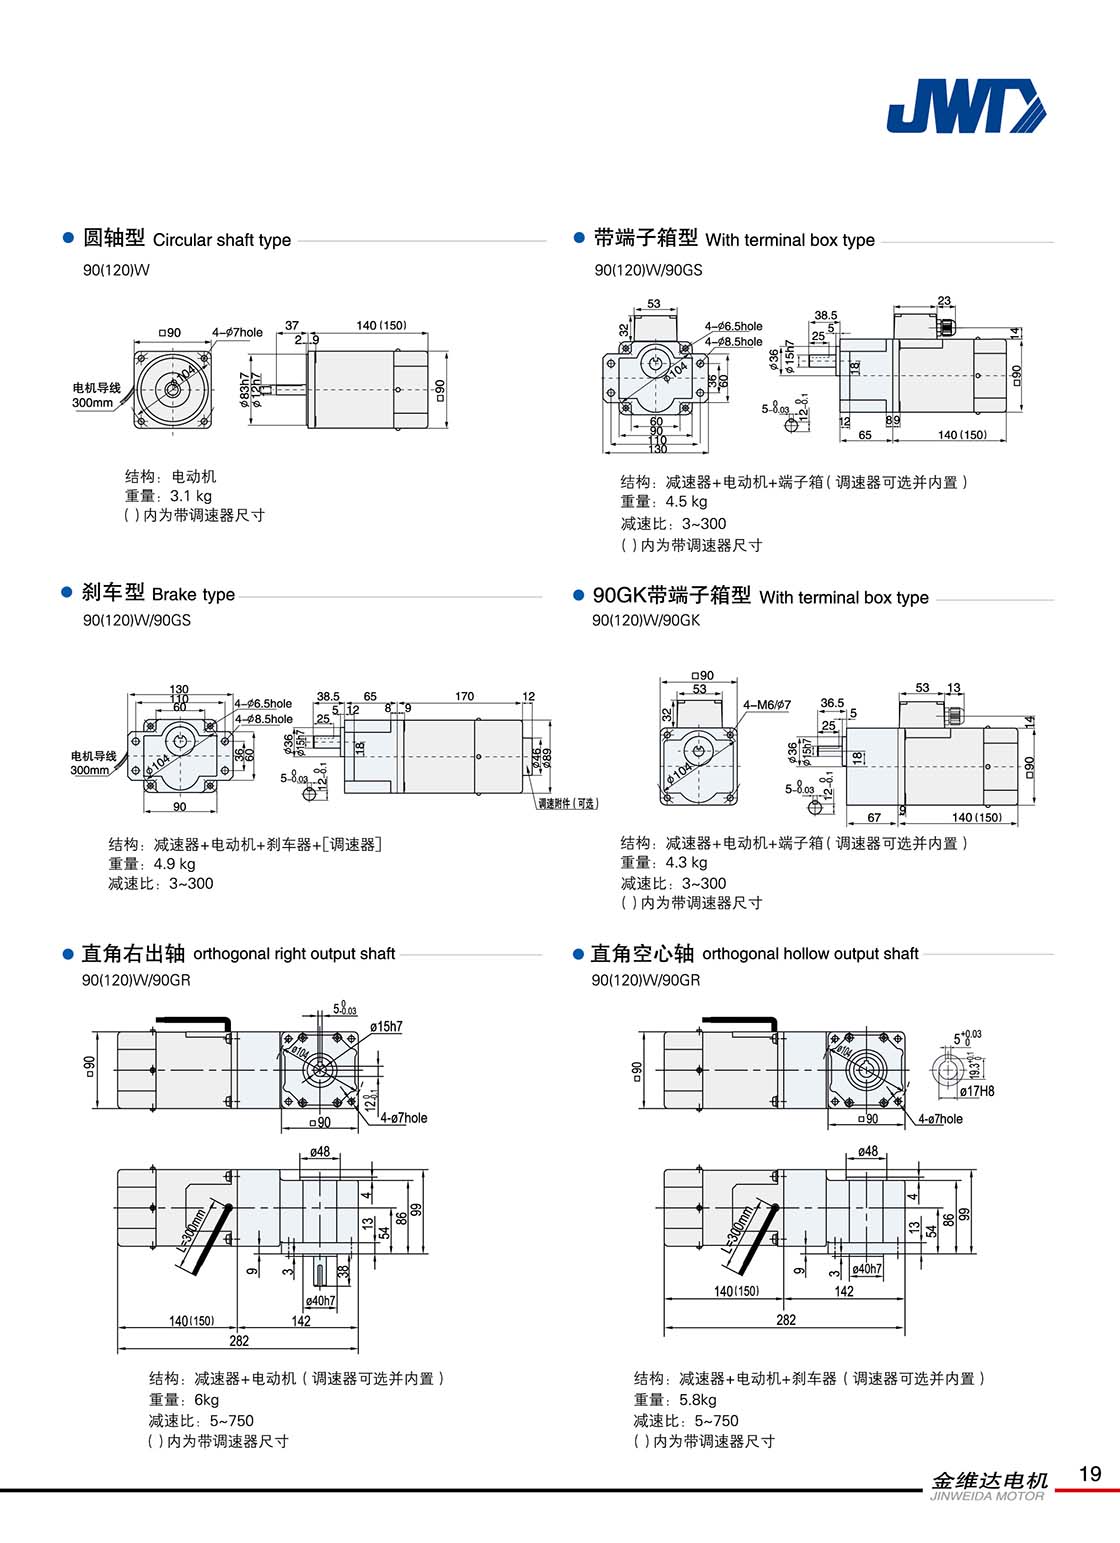 JWD
● 圆轴型 Circular shaft type
90(120)W
□90
4-Ø7hole
37
140 (150)
2
9
Ø104
Ø83h7
Ø12h7
11
□90
电机导线
300mm
结构：电动机
重量：3.1 kg
( ) 内为带调速器尺寸
● 带端子箱型 With terminal box type
90(120)W/90GS
53
32
4-Ø6.5hole
4-Ø8.5hole
Ø104
36
60
60
90
110
130
38.5
5
25
23
14
Ø36
Ø15h7
18
□90
5-0.03
0
12-0.1
0
12
8
9
65
140 (150)
结构：减速器+电动机+端子箱 ( 调速器可选并内置 )
重量：4.5 kg
减速比：3~300
( ) 内为带调速器尺寸
● 刹车型 Brake type
90(120)W/90GS
130
110
60
4-Ø6.5hole
4-Ø8.5hole
Ø104
36
60
90
电机导线
300mm
38.5
65
170
12
5
12
8
9
25
Ø36
Ø15h7
18
Ø46
Ø89
5-0.03
0
12-0.1
0
调速附件 ( 可选 )
结构：减速器+电动机+刹车器+[调速器]
重量：4.9 kg
减速比：3~300
● 90GK带端子箱型 With terminal box type
90(120)W/90GK
□90
53
32
4-M6/Ø7
Ø104
36.5
5
25
53
13
14
Ø36
Ø15h7
18
□90
5-0.03
0
12-0.1
0
9
67
140 (150)
结构：减速器+电动机+端子箱 ( 调速器可选并内置 )
重量：4.3 kg
减速比：3~300
( ) 内为带调速器尺寸
● 直角右出轴 orthogonal right output shaft
90(120)W/90GR
□90
5-0.03
0
ø15h7
ø104
12-0.1
0
4-ø7hole
□90
ø48
L=300mm
4
13
54
86
99
9
3
38
ø40h7
140 (150)
142
282
结构：减速器+电动机 ( 调速器可选并内置 )
重量：6kg
减速比：5~750
( ) 内为带调速器尺寸
● 直角空心轴 orthogonal hollow output shaft
90(120)W/90GR
□90
ø104
5+0.03
0
19.3+0.1
0
ø17H8
□90
4-ø7hole
ø48
L=300mm
4
13
54
86
99
9
3
ø40h7
140 (150)
142
282
结构：减速器+电动机+刹车器 ( 调速器可选并内置 )
重量：5.8kg
减速比：5~750
( ) 内为带调速器尺寸
金维达电机
JINWEIDA MOTOR
19